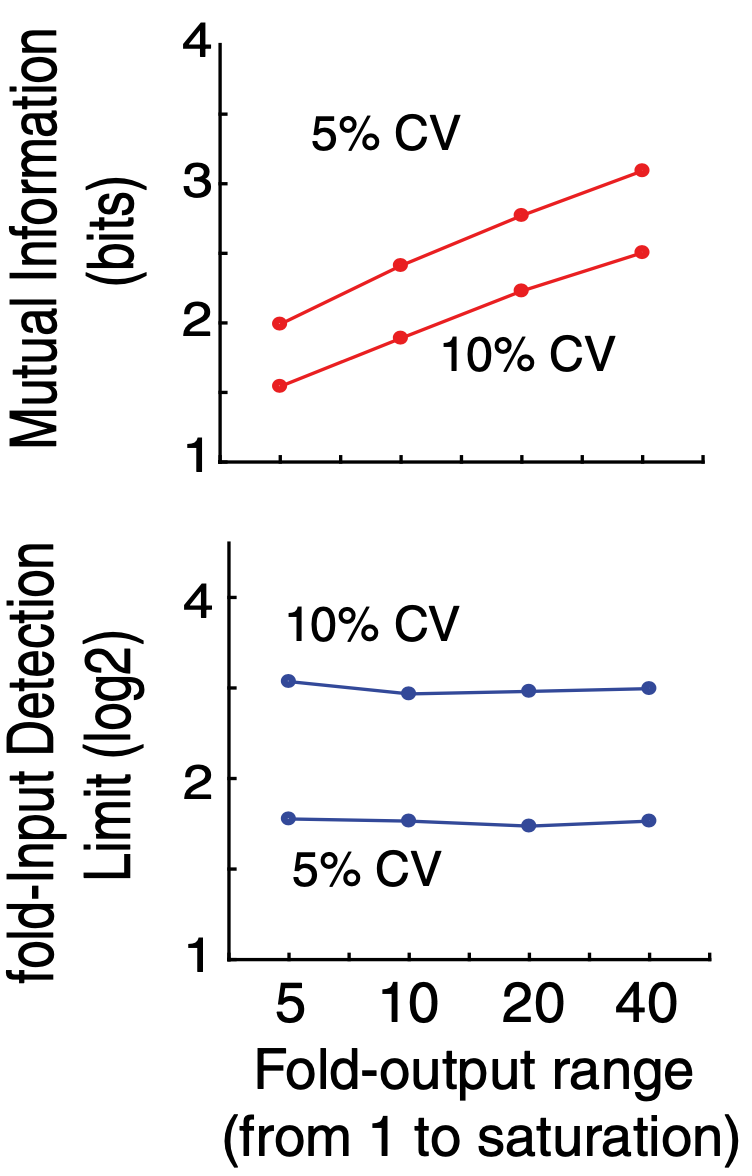 Mutual Information
(bits)
4
3
2
1
5% CV
10% CV
fold-Input Detection
Limit (log2)
4
2
1
10% CV
5% CV
5 10 20 40
Fold-output range
(from 1 to saturation)